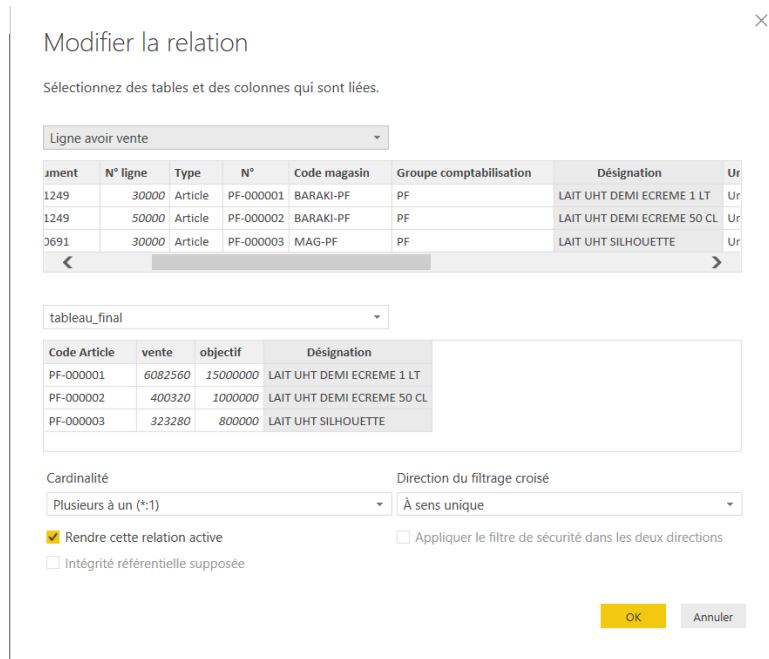 Modifier la relation
Sélectionnez des tables et des colonnes qui sont liées.
Ligne avoir vente
ument N° ligne Type N° Code magasin Groupe comptabilisation Désignation Ur
1249 30000 Article PF-000001 BARAKI-PF PF LAIT UHT DEMI ECREME 1 LT Ur
1249 50000 Article PF-000002 BARAKI-PF PF LAIT UHT DEMI ECREME 50 CL Ur
0691 30000 Article PF-000003 MAG-PF PF LAIT UHT SILHOUETTE Ur
tableau_final
Code Article vente objectif Désignation
PF-000001 6082560 15000000 LAIT UHT DEMI ECREME 1 LT
PF-000002 400320 1000000 LAIT UHT DEMI ECREME 50 CL
PF-000003 323280 800000 LAIT UHT SILHOUETTE
Cardinalité Direction du filtrage croisé
Plusieurs à un (*:1) À sens unique
Rendre cette relation active Appliquer le filtre de sécurité dans les deux directions
Intégrité référentielle supposée
OK Annuler